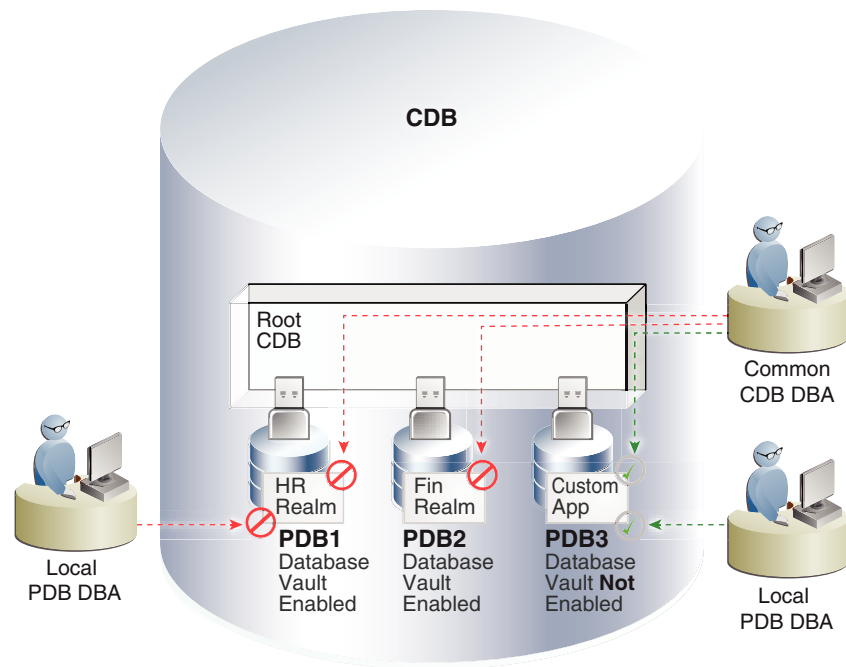 CDB
Root
CDB
Common
CDB DBA
HR
Realm
Fin
Realm
Custom
App
PDB1
Database
Vault
Enabled
PDB2
Database
Vault
Enabled
PDB3
Database
Vault Not
Enabled
Local
PDB DBA
Local
PDB DBA